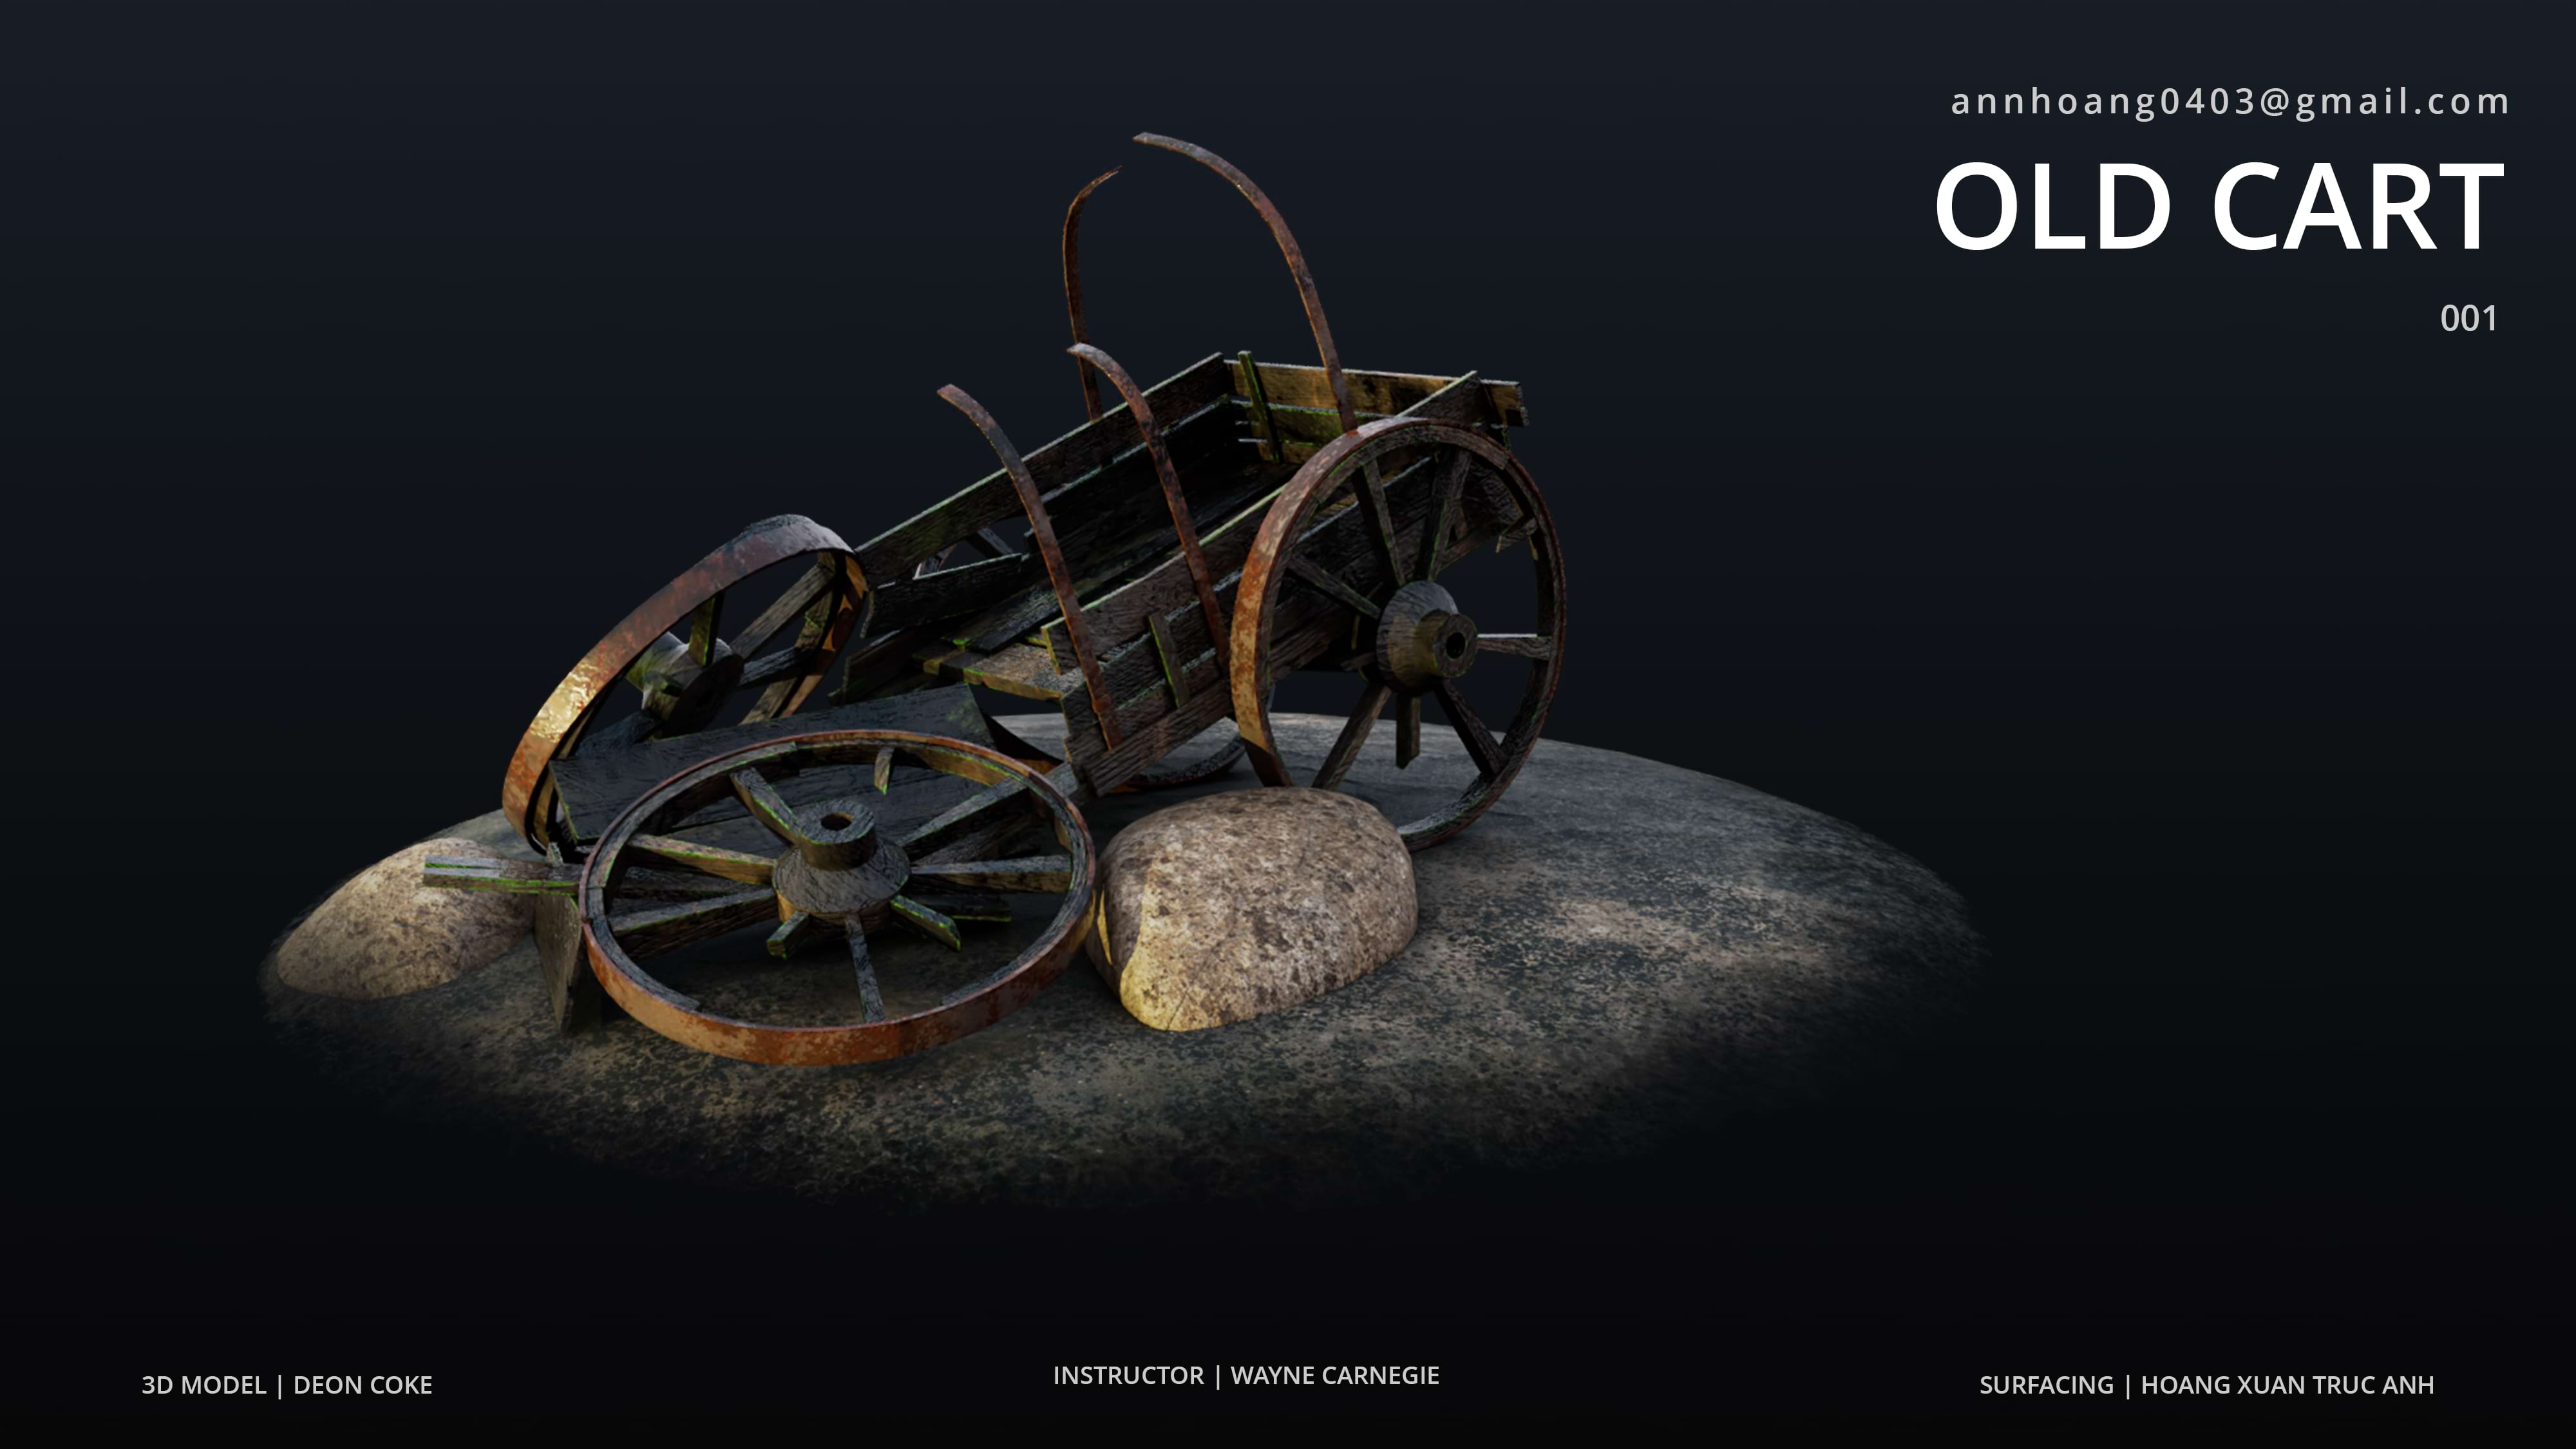 annhoang0403@gmail.com
OLD CART
001
3D MODEL | DEON COKE
INSTRUCTOR | WAYNE CARNEGIE
SURFACING | HOANG XUAN TRUC ANH